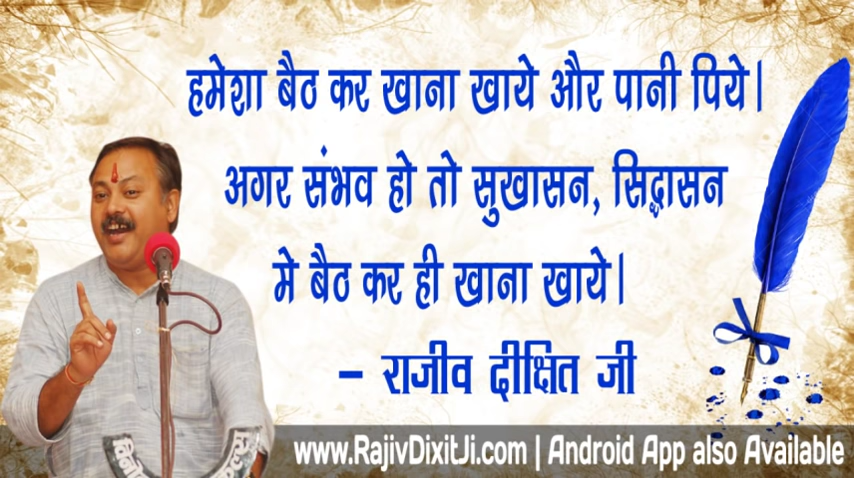 हमेशा बैठ कर खाना खाये और पानी पिये।
अगर संभव हो तो सुखासन, सिद्धासन
मे बैठ कर ही खाना खाये।
– राजीव दीक्षित जी
www.RajivDixitJi.com | Android App also Available